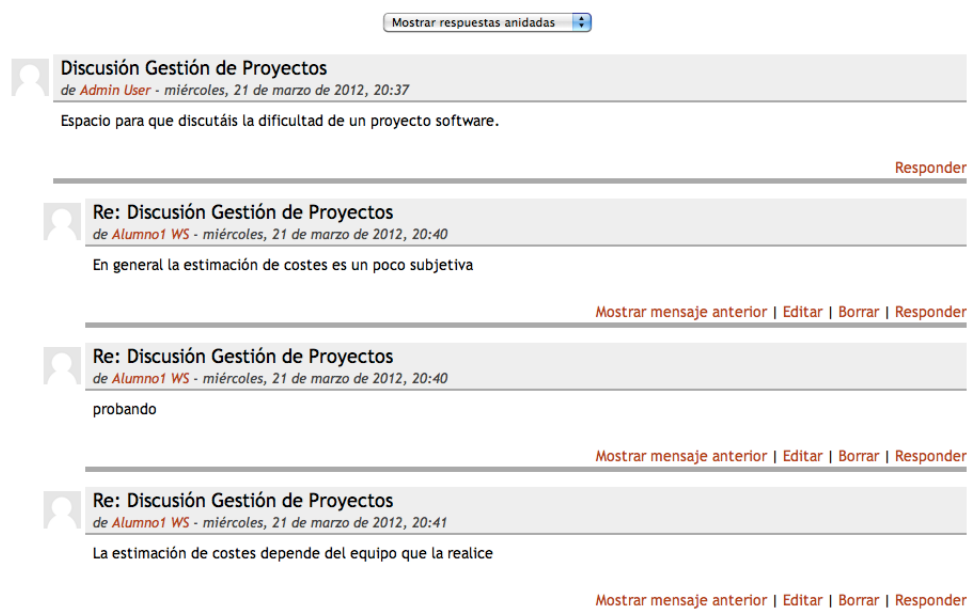 Mostrar respuestas anidadas
Discusión Gestión de Proyectos
de Admin User - miércoles, 21 de marzo de 2012, 20:37
Espacio para que discutáis la dificultad de un proyecto software.
Responder
Re: Discusión Gestión de Proyectos
de Alumno1 WS - miércoles, 21 de marzo de 2012, 20:40
En general la estimación de costes es un poco subjetiva
Mostrar mensaje anterior | Editar | Borrar | Responder
Re: Discusión Gestión de Proyectos
de Alumno1 WS - miércoles, 21 de marzo de 2012, 20:40
probando
Mostrar mensaje anterior | Editar | Borrar | Responder
Re: Discusión Gestión de Proyectos
de Alumno1 WS - miércoles, 21 de marzo de 2012, 20:41
La estimación de costes depende del equipo que la realice
Mostrar mensaje anterior | Editar | Borrar | Responder